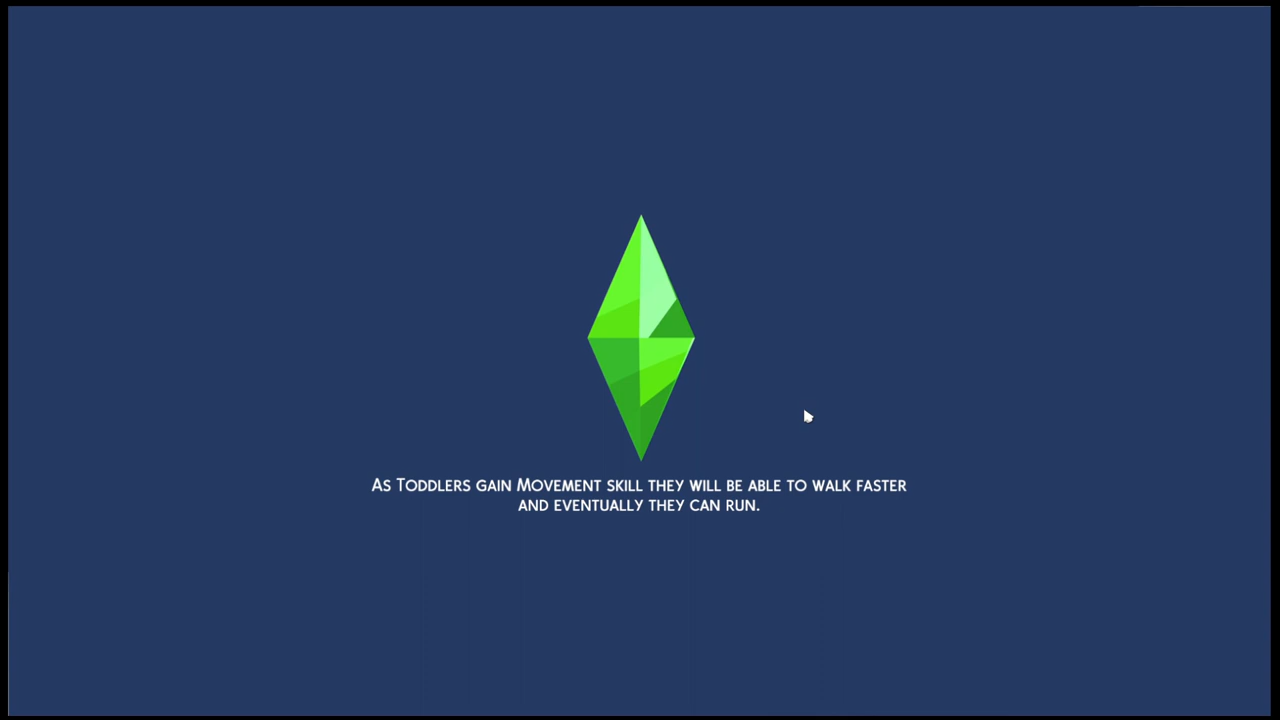 As Toddlers gain Movement skill they will be able to walk faster
and eventually they can run.